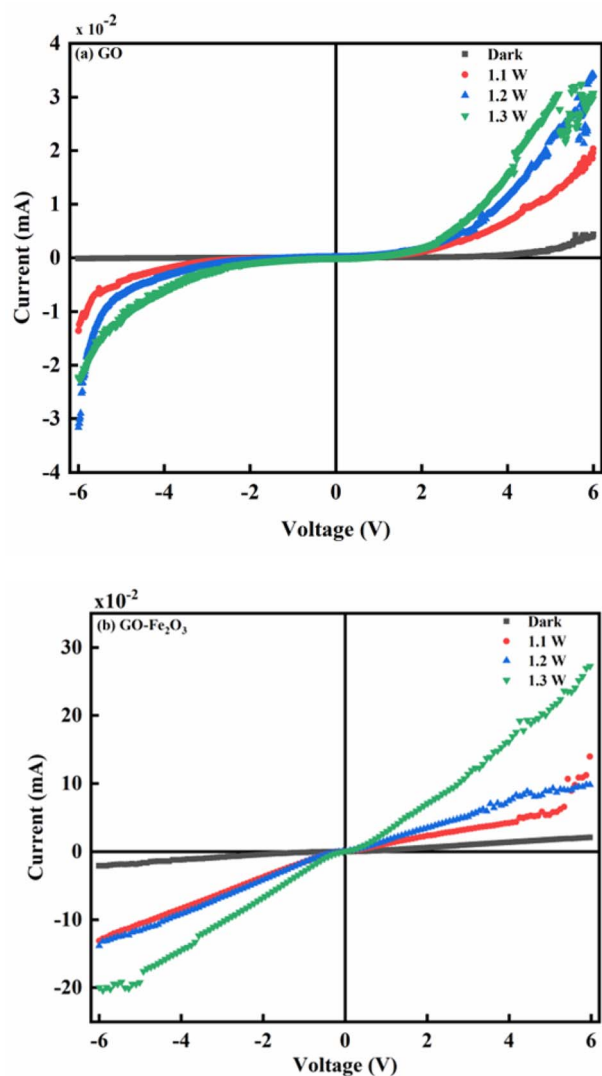 x 10⁻²
(a) GO
Dark
1.1 W
1.2 W
1.3 W
4
3
2
1
0
-1
-2
-3
-4
Current (mA)
-6
-4
-2
0
2
4
6
Voltage (V)
x10⁻²
(b) GO-Fe₂O₃
Dark
1.1 W
1.2 W
1.3 W
30
20
10
0
-10
-20
Current (mA)
-6
-4
-2
0
2
4
6
Voltage (V)